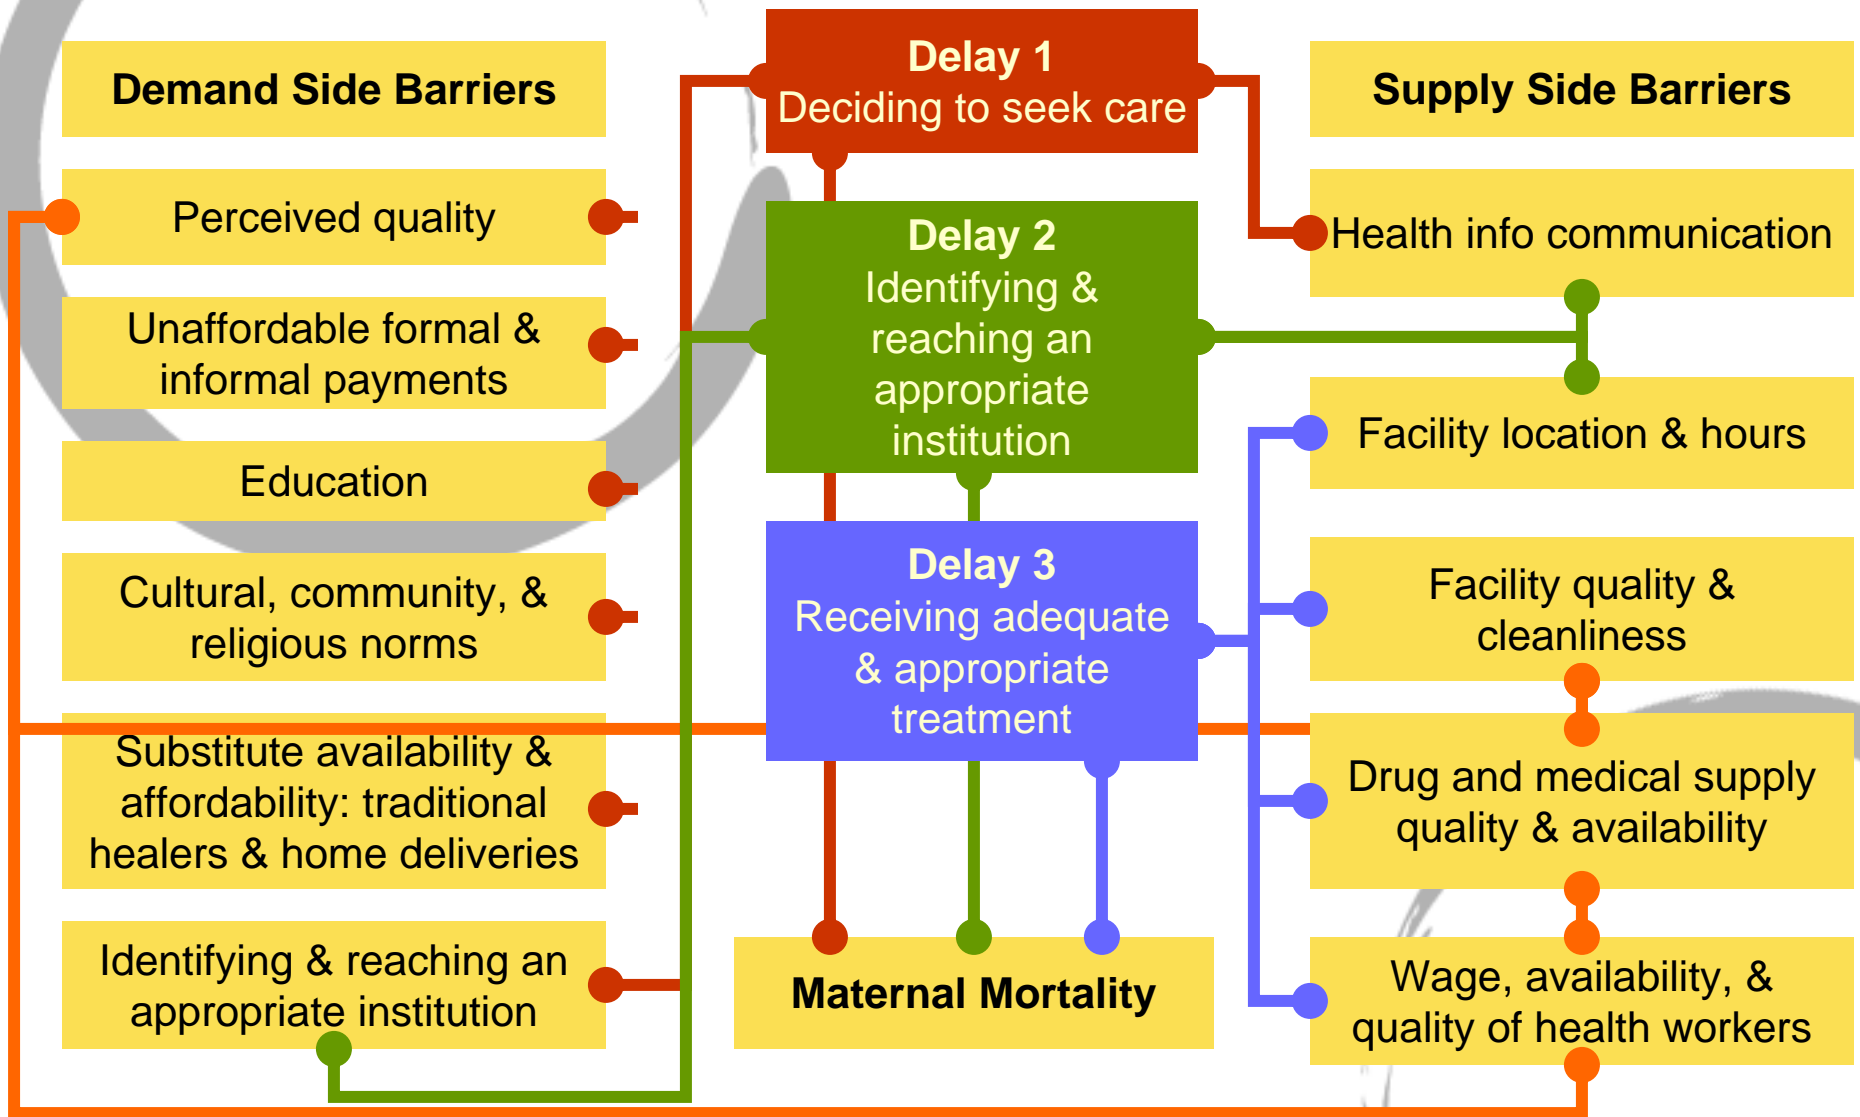 Demand Side Barriers
Perceived quality
Unaffordable formal &
informal payments
Education
Cultural, community, &
religious norms
Substitute availability &
affordability: traditional
healers & home deliveries
Identifying & reaching an
appropriate institution
Delay 1
Deciding to seek care
Delay 2
Identifying &
reaching an
appropriate
institution
Delay 3
Receiving adequate
& appropriate
treatment
Maternal Mortality
Supply Side Barriers
Health info communication
Facility location & hours
Facility quality &
cleanliness
Drug and medical supply
quality & availability
Wage, availability, &
quality of health workers